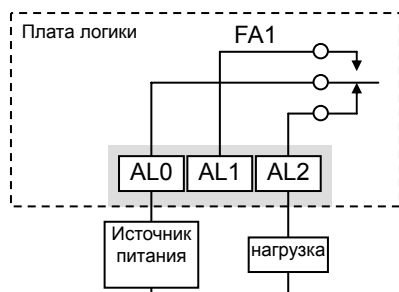 Плата логики
FA1
AL0 AL1 AL2
Источник
питания
нагрузка